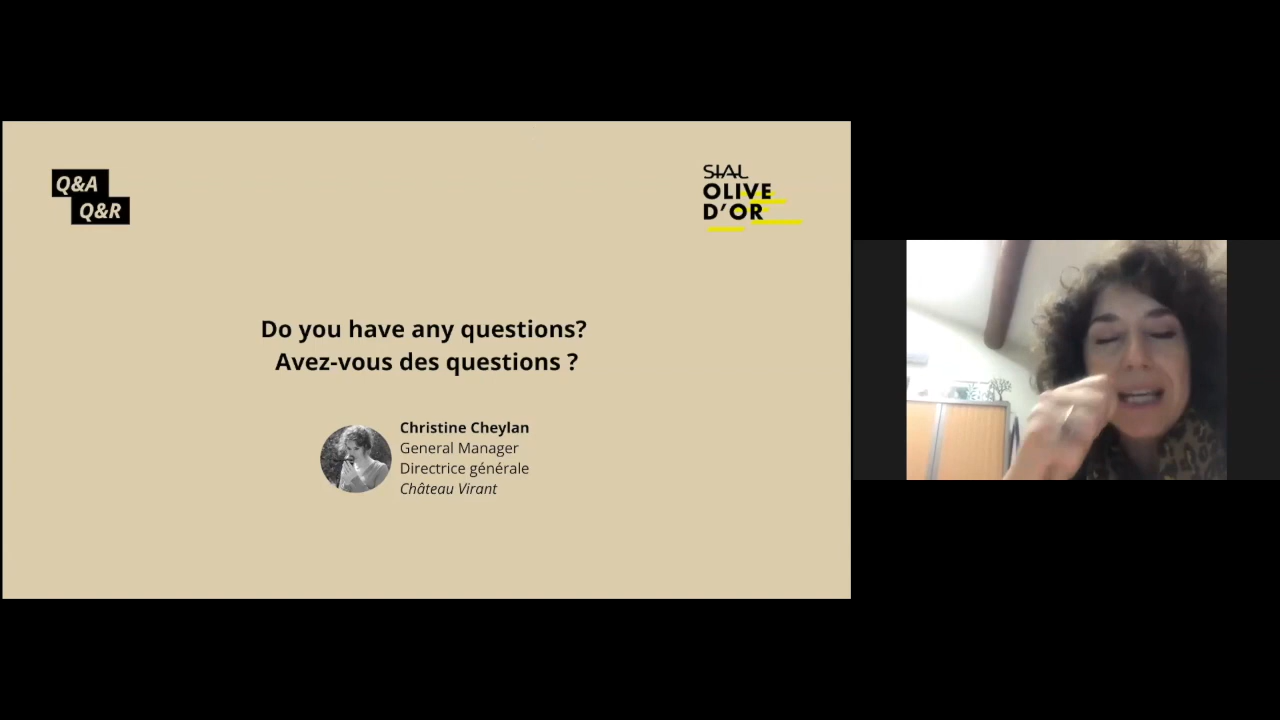 Q&A
Q&R
SIAL
OLIVE
D'OR
Do you have any questions?
Avez-vous des questions ?
Christine Cheylan
General Manager
Directrice générale
Château Virant